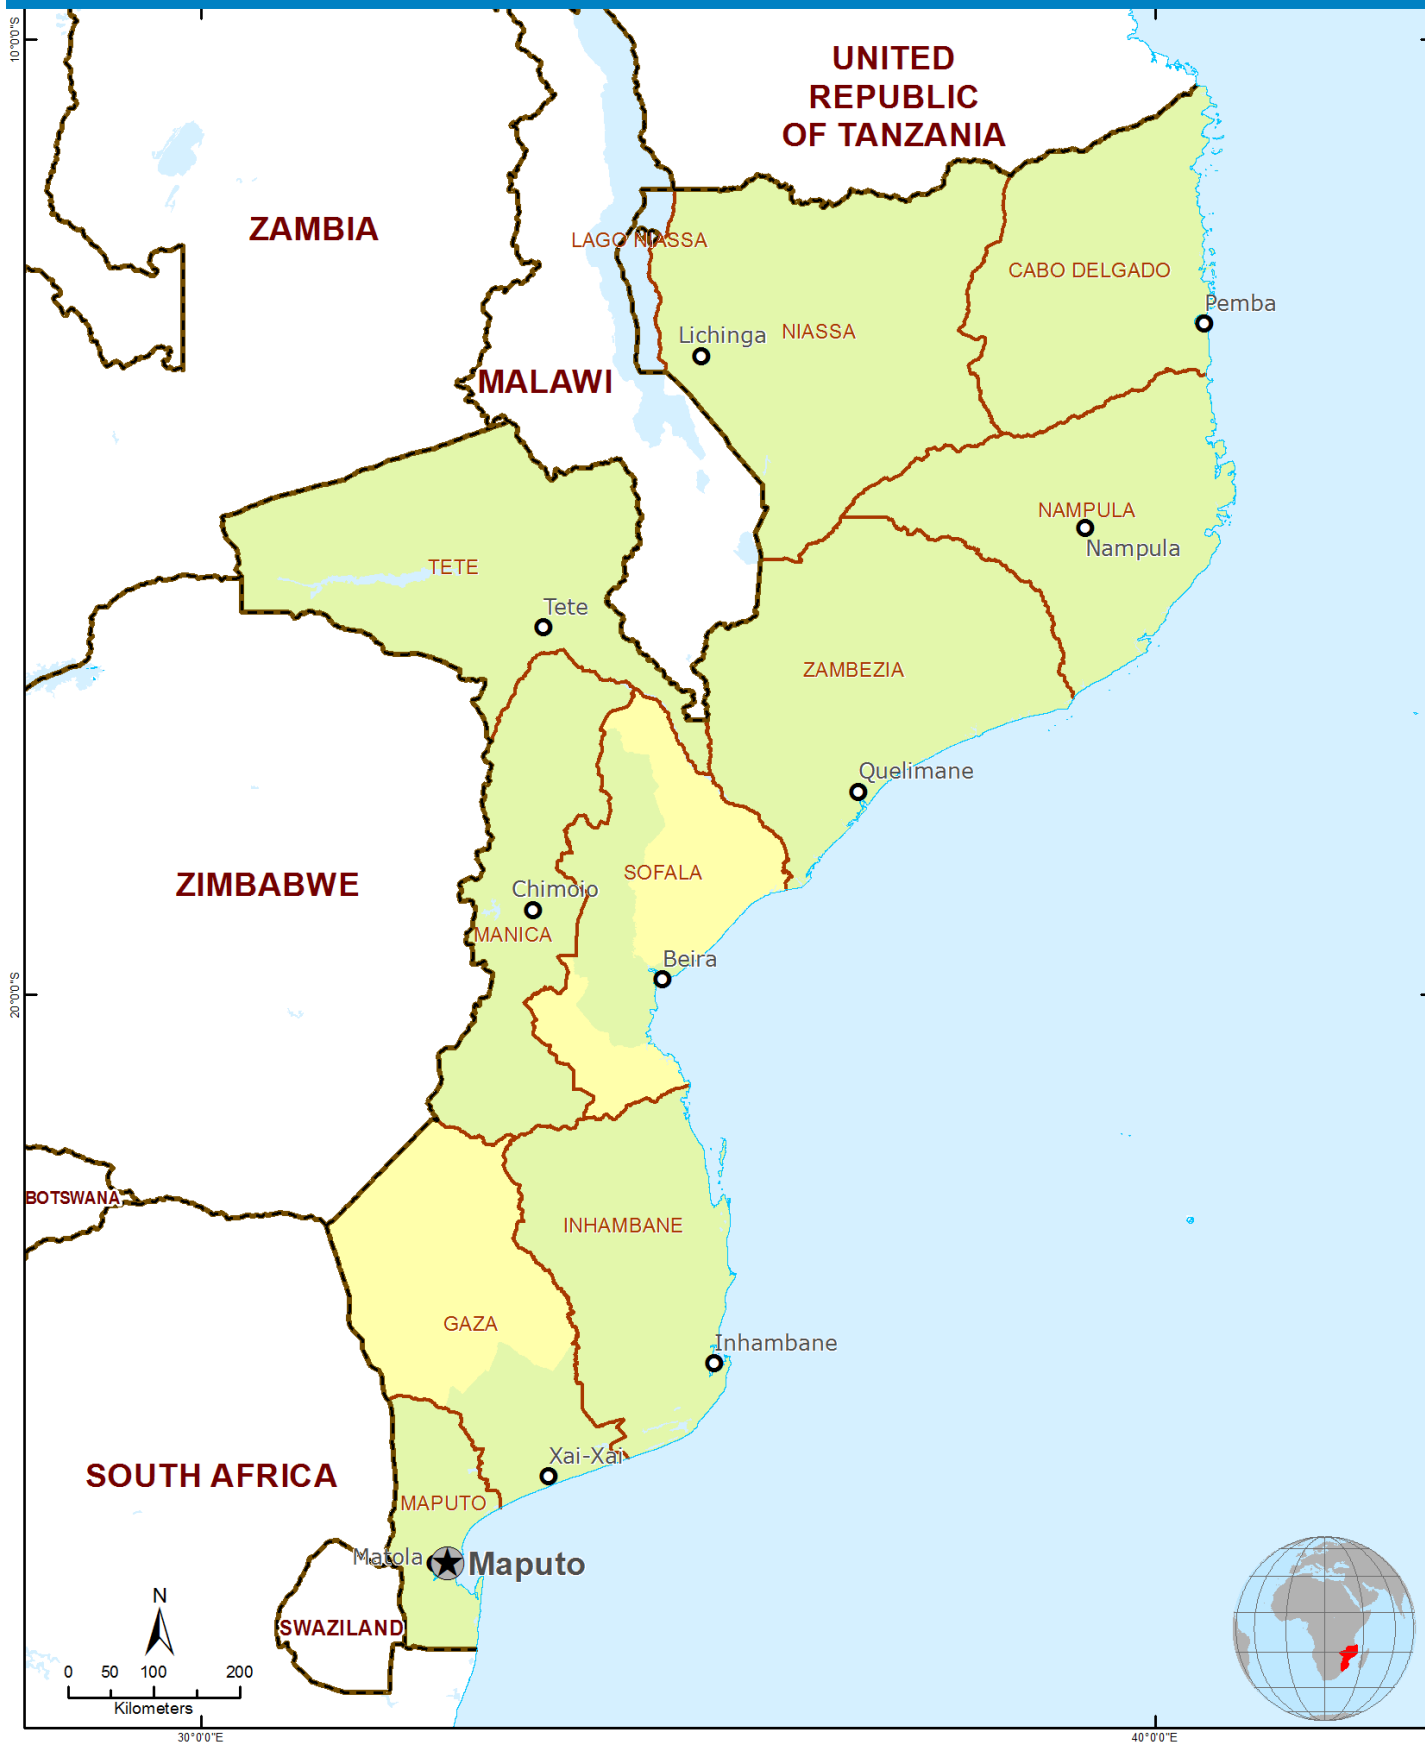 10°0'0"S
UNITED
REPUBLIC
OF TANZANIA
ZAMBIA
LAGO NIASSA
CABO DELGADO
Pemba
Lichinga
NIASSA
MALAWI
NAMPULA
Nampula
TETE
Tete
ZAMBEZIA
Quelimane
SOFALA
ZIMBABWE
Chimoio
MANICA
Beira
20°0'0"S
BOTSWANA
INHAMBANE
GAZA
Inhambane
Xai-Xai
SOUTH AFRICA
MAPUTO
Matola
Maputo
N
SWAZILAND
0 50 100 200
Kilometers
30°0'0"E
40°0'0"E